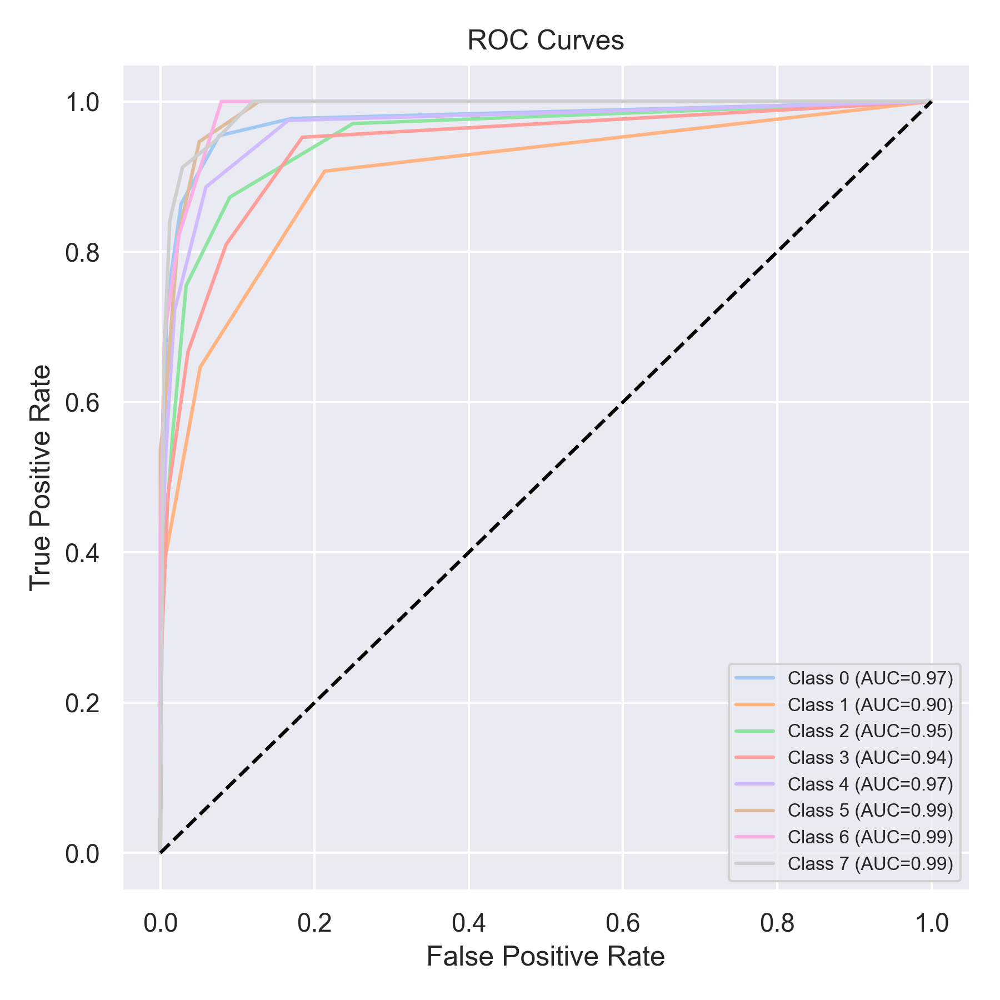 ROC Curves
True Positive Rate
1.0
0.8
0.6
0.4
0.2
0.0
Class 0 (AUC=0.97)
Class 1 (AUC=0.90)
Class 2 (AUC=0.95)
Class 3 (AUC=0.94)
Class 4 (AUC=0.97)
Class 5 (AUC=0.99)
Class 6 (AUC=0.99)
Class 7 (AUC=0.99)
0.0 0.2 0.4 0.6 0.8 1.0
False Positive Rate